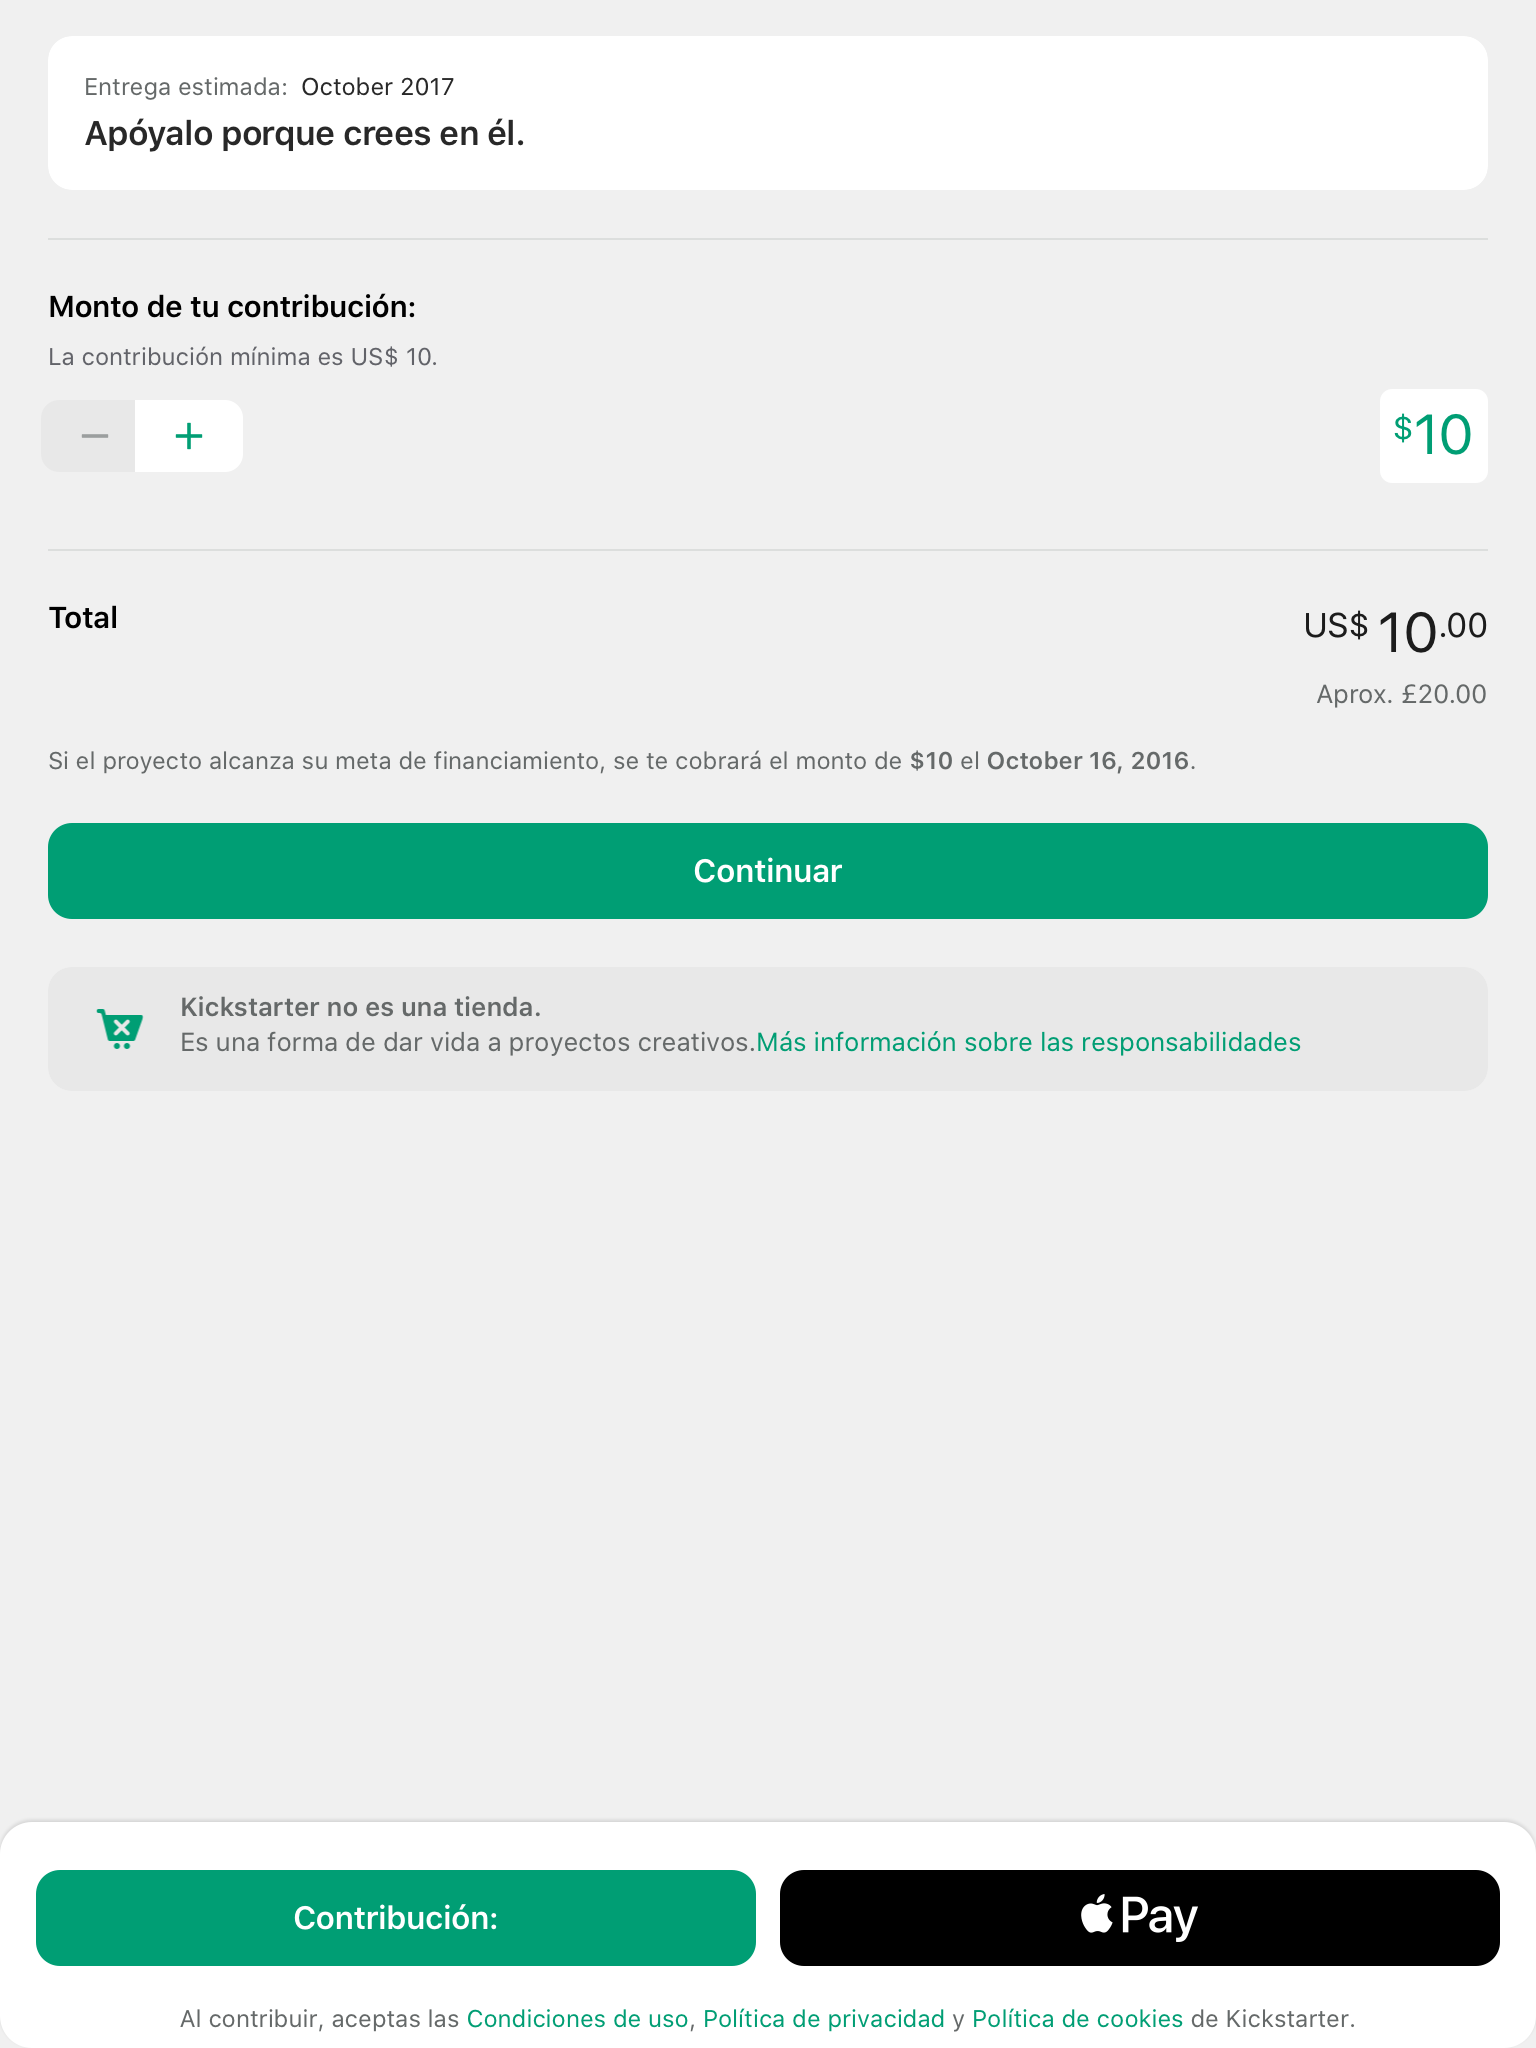 Entrega estimada: October 2017
Apóyalo porque crees en él.
Monto de tu contribución:
La contribución mínima es US$ 10.
$10
Total
US$ 10.00
Aprox. £20.00
Si el proyecto alcanza su meta de financiamiento, se te cobrará el monto de $10 el October 16, 2016.
Continuar
Kickstarter no es una tienda.
Es una forma de dar vida a proyectos creativos.Más información sobre las responsabilidades
Contribución:
Pay
Al contribuir, aceptas las Condiciones de uso, Política de privacidad y Política de cookies de Kickstarter.